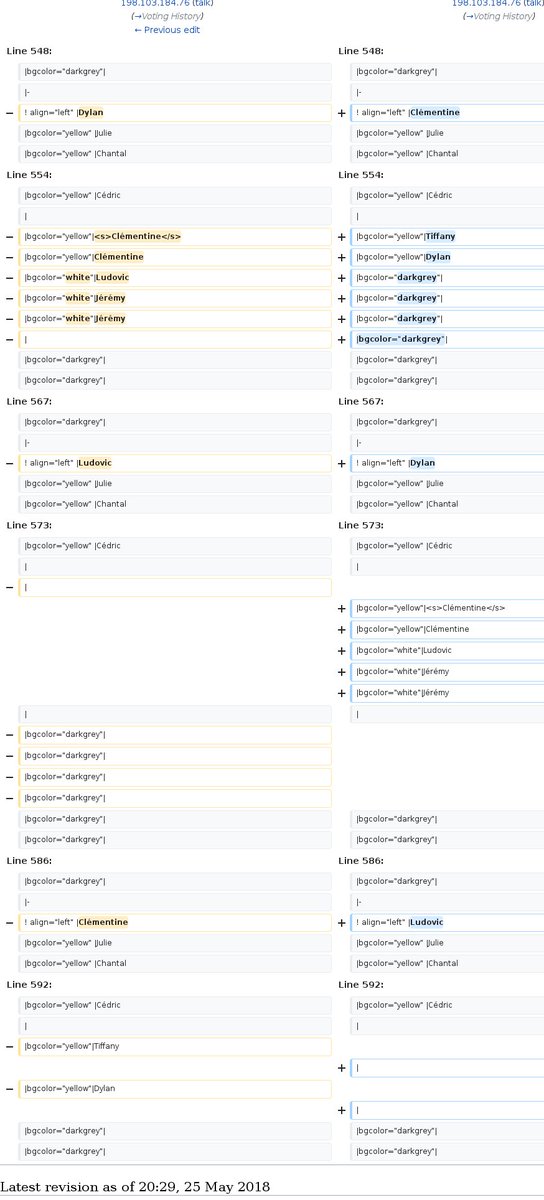 198.103.184.76 (talk)
(→Voting History)
← Previous edit
Line 548:
|bgcolor="darkgrey"|
|-
− ! align="left" |Dylan
|bgcolor="yellow" |Julie
|bgcolor="yellow" |Chantal
Line 554:
|bgcolor="yellow" |Cédric
|
− |bgcolor="yellow"|<s>Clémentine</s>
− |bgcolor="yellow"|Clémentine
− |bgcolor="white"|Ludovic
− |bgcolor="white"|Jérémy
− |bgcolor="white"|Jérémy
− |
|bgcolor="darkgrey"|
|bgcolor="darkgrey"|
Line 567:
|bgcolor="darkgrey"|
|-
− ! align="left" |Ludovic
|bgcolor="yellow" |Julie
|bgcolor="yellow" |Chantal
Line 573:
|bgcolor="yellow" |Cédric
|
− |
|
− |bgcolor="darkgrey"|
− |bgcolor="darkgrey"|
− |bgcolor="darkgrey"|
− |bgcolor="darkgrey"|
|bgcolor="darkgrey"|
|bgcolor="darkgrey"|
Line 586:
|bgcolor="darkgrey"|
|-
− ! align="left" |Clémentine
|bgcolor="yellow" |Julie
|bgcolor="yellow" |Chantal
Line 592:
|bgcolor="yellow" |Cédric
|
− |bgcolor="yellow"|Tiffany
− |bgcolor="yellow"|Dylan
|bgcolor="darkgrey"|
|bgcolor="darkgrey"|
198.103.184.76 (talk)
(→Voting History)
Line 548:
|bgcolor="darkgrey"|
|-
+ ! align="left" |Clémentine
|bgcolor="yellow" |Julie
|bgcolor="yellow" |Chantal
Line 554:
|bgcolor="yellow" |Cédric
|
+ |bgcolor="yellow"|Tiffany
+ |bgcolor="yellow"|Dylan
+ |bgcolor="darkgrey"|
+ |bgcolor="darkgrey"|
+ |bgcolor="darkgrey"|
+ |bgcolor="darkgrey"|
|bgcolor="darkgrey"|
|bgcolor="darkgrey"|
Line 567:
|bgcolor="darkgrey"|
|-
+ ! align="left" |Dylan
|bgcolor="yellow" |Julie
|bgcolor="yellow" |Chantal
Line 573:
|bgcolor="yellow" |Cédric
|
+ |bgcolor="yellow"|<s>Clémentine</s>
+ |bgcolor="yellow"|Clémentine
+ |bgcolor="white"|Ludovic
+ |bgcolor="white"|Jérémy
+ |bgcolor="white"|Jérémy
|
|bgcolor="darkgrey"|
|bgcolor="darkgrey"|
Line 586:
|bgcolor="darkgrey"|
|-
+ ! align="left" |Ludovic
|bgcolor="yellow" |Julie
|bgcolor="yellow" |Chantal
Line 592:
|bgcolor="yellow" |Cédric
|
+ |
+ |
|bgcolor="darkgrey"|
|bgcolor="darkgrey"|
Latest revision as of 20:29, 25 May 2018